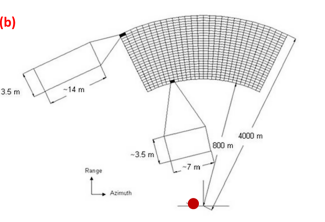 (b)
3.5 m
~14 m
~3.5 m
~7 m
800 m
4000 m
Range
Azimuth